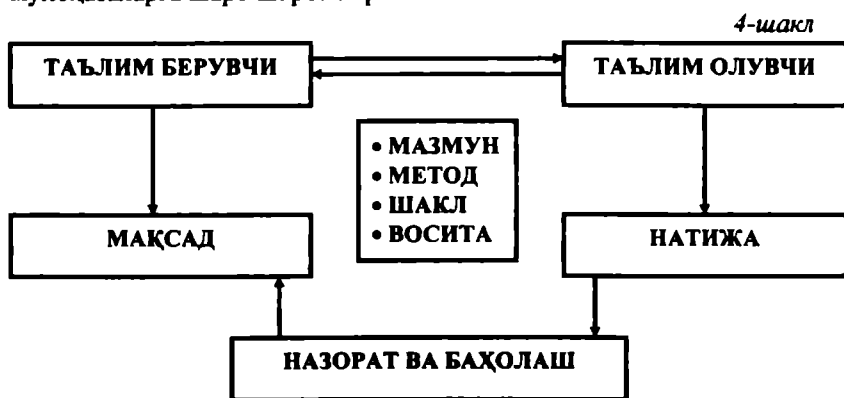 4-шакл
ТАЪЛИМ БЕРУВЧИ
ТАЪЛИМ ОЛУВЧИ
• МАЗМУН
• МЕТОД
• ШАКЛ
• ВОСИТА
МАҚСАД
НАТИЖА
НАЗОРАТ ВА БАҲОЛАШ